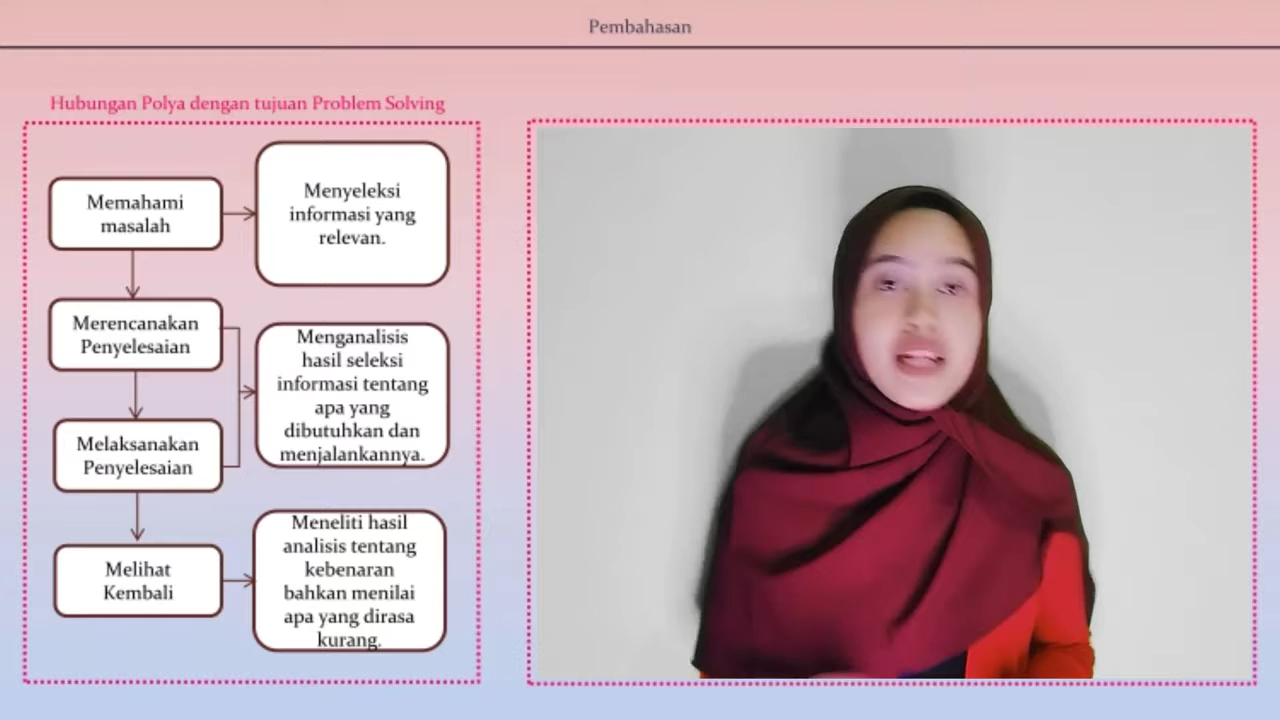 Pembahasan
Hubungan Polya dengan tujuan Problem Solving
Memahami
masalah
Menyeleksi
informasi yang
relevan.
Merencanakan
Penyelesaian
Melaksanakan
Penyelesaian
Menganalisis
hasil seleksi
informasi tentang
apa yang
dibutuhkan dan
menjalankannya.
Melihat
Kembali
Meneliti hasil
analisis tentang
kebenaran
bahkan menilai
apa yang dirasa
kurang.